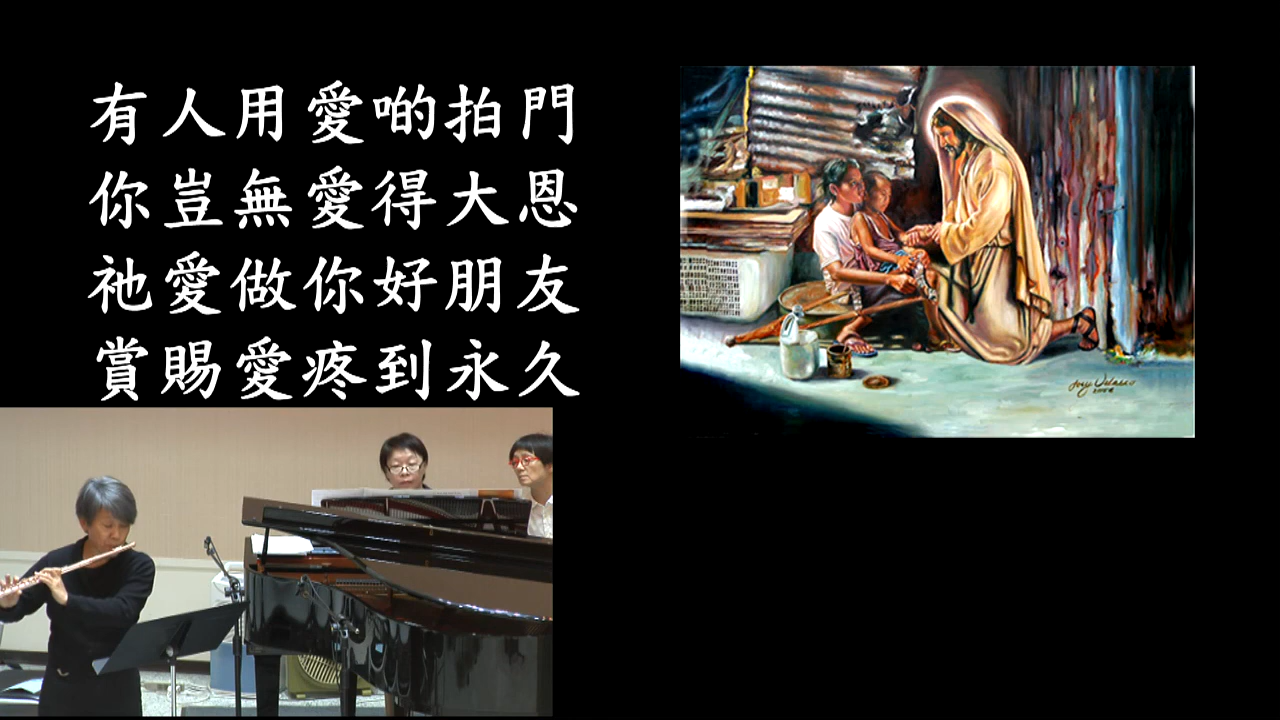 有人用愛啲拍門
你豈無愛得大恩
祂愛做你好朋友
賞賜愛疼到永久